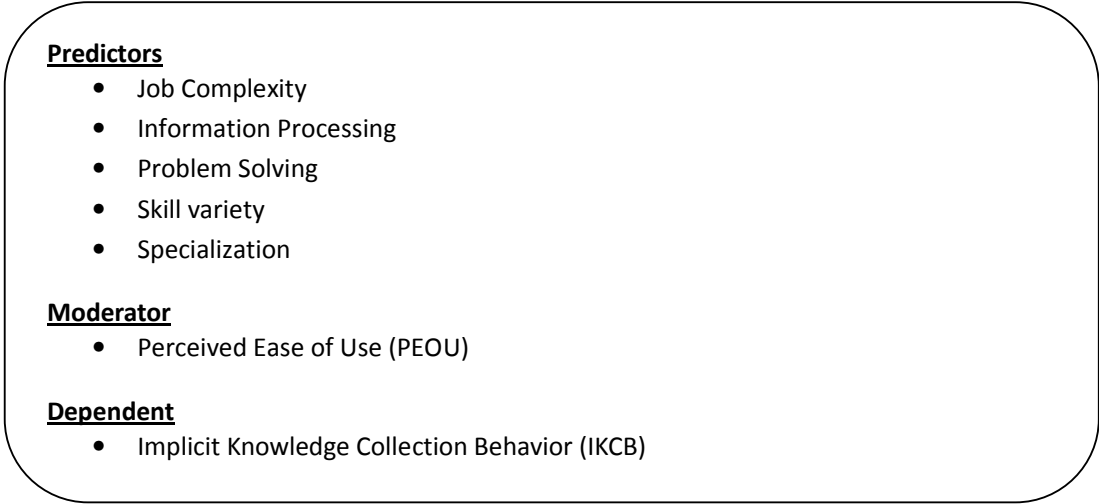 Predictors
• Job Complexity
• Information Processing
• Problem Solving
• Skill variety
• Specialization
Moderator
• Perceived Ease of Use (PEOU)
Dependent
• Implicit Knowledge Collection Behavior (IKCB)